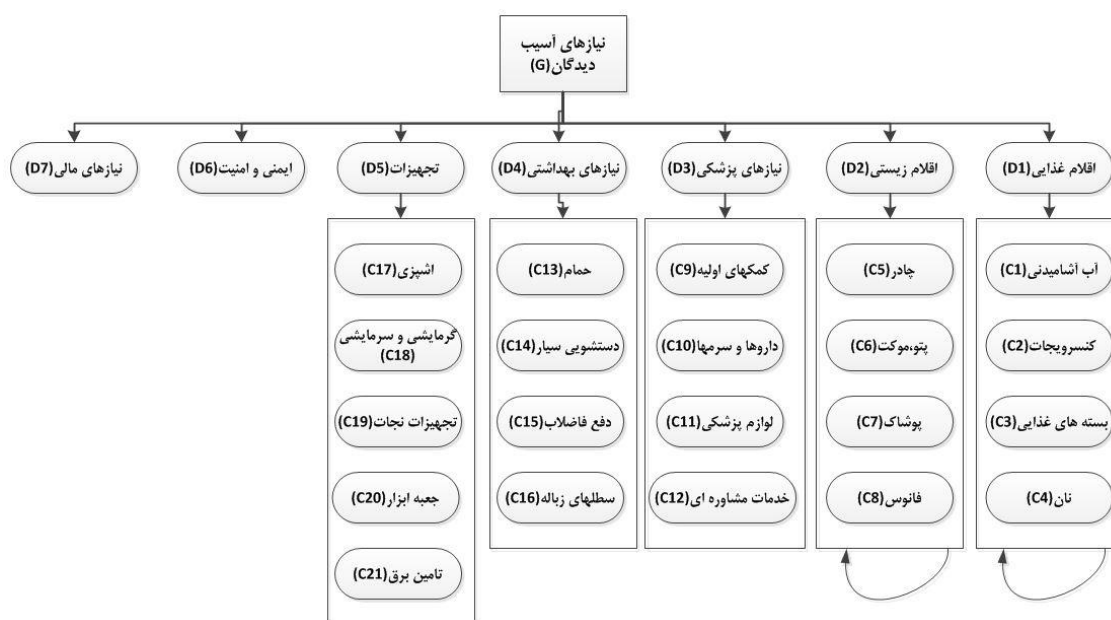 نیازهای آسیب
دیدگان(G)
اقلام غذایی(D1)
اقلام زیستی(D2)
نیازهای پزشکی(D3)
نیازهای بهداشتی(D4)
تجهیزات(D5)
ایمنی و امنیت(D6)
نیازهای مالی(D7)
آب آشامیدنی(C1)
کنسرویجات(C2)
بسته های غذایی(C3)
نان(C4)
چادر(C5)
پتو،موکت(C6)
پوشاک(C7)
فانوس(C8)
کمکهای اولیه(C9)
داروها و سرمها(C10)
لوازم پزشکی(C11)
خدمات مشاوره ای(C12)
حمام(C13)
دستشویی سیار(C14)
دفع فاضلاب(C15)
سطلهای زباله(C16)
اشپزی(C17)
گرمایشی و سرمایشی
(C18)
تجهیزات نجات(C19)
جعبه ابزار(C20)
تامین برق(C21)